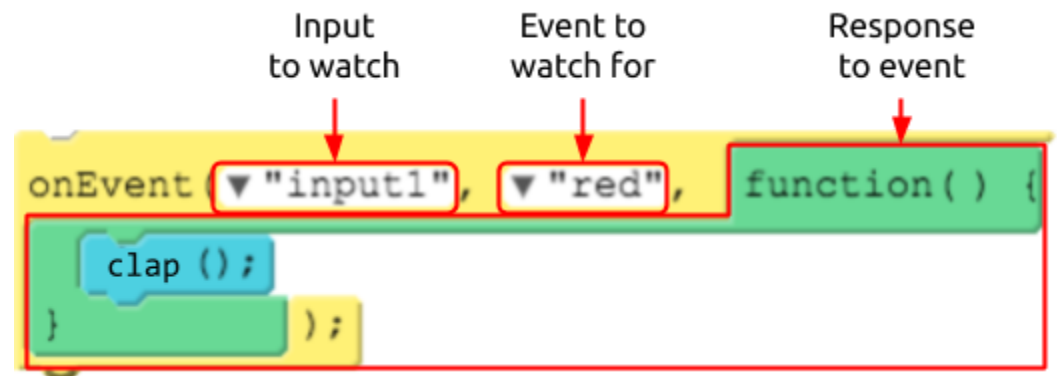 Input
to watch
Event to
watch for
Response
to event
onEvent( ▼ "input1", ▼ "red", function( ) {
clap ();
} );